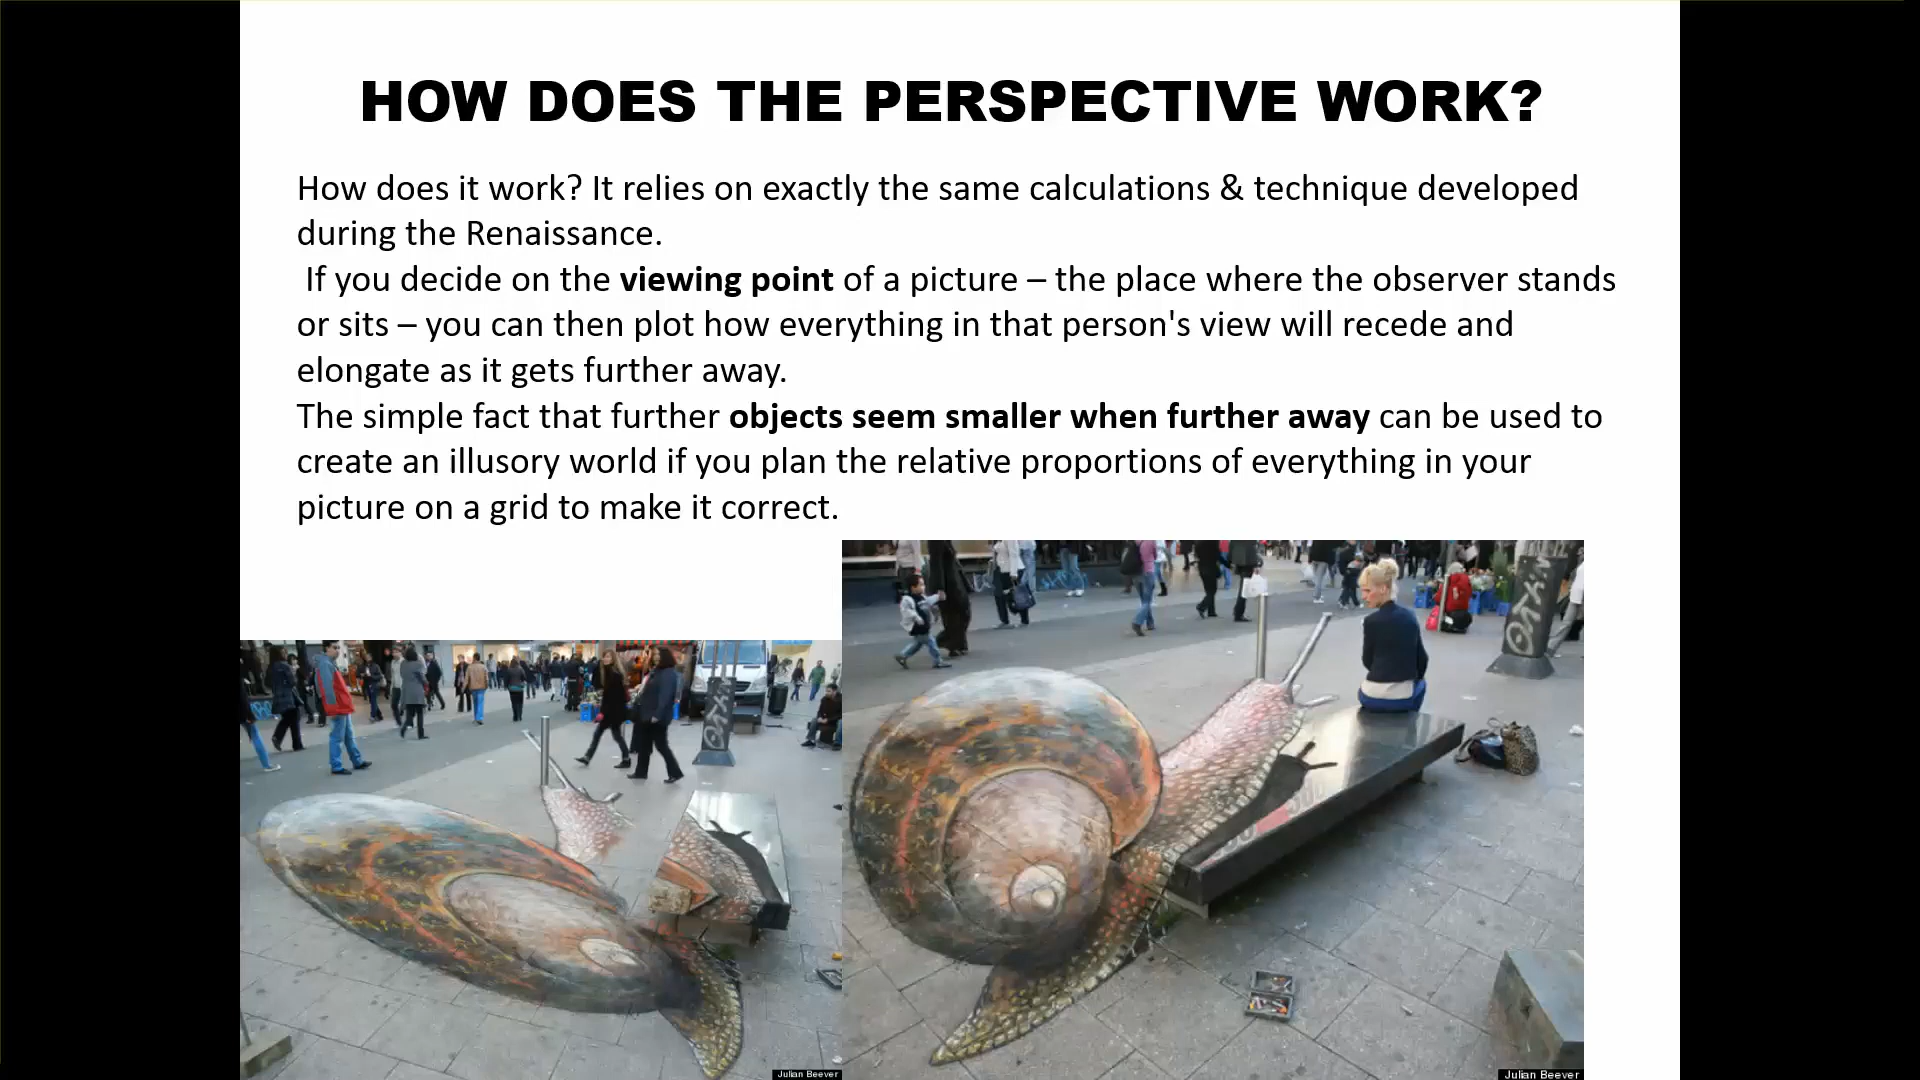 HOW DOES THE PERSPECTIVE WORK?
How does it work? It relies on exactly the same calculations & technique developed
during the Renaissance.
If you decide on the viewing point of a picture – the place where the observer stands
or sits – you can then plot how everything in that person's view will recede and
elongate as it gets further away.
The simple fact that further objects seem smaller when further away can be used to
create an illusory world if you plan the relative proportions of everything in your
picture on a grid to make it correct.
Julian Beever
Julian Beever